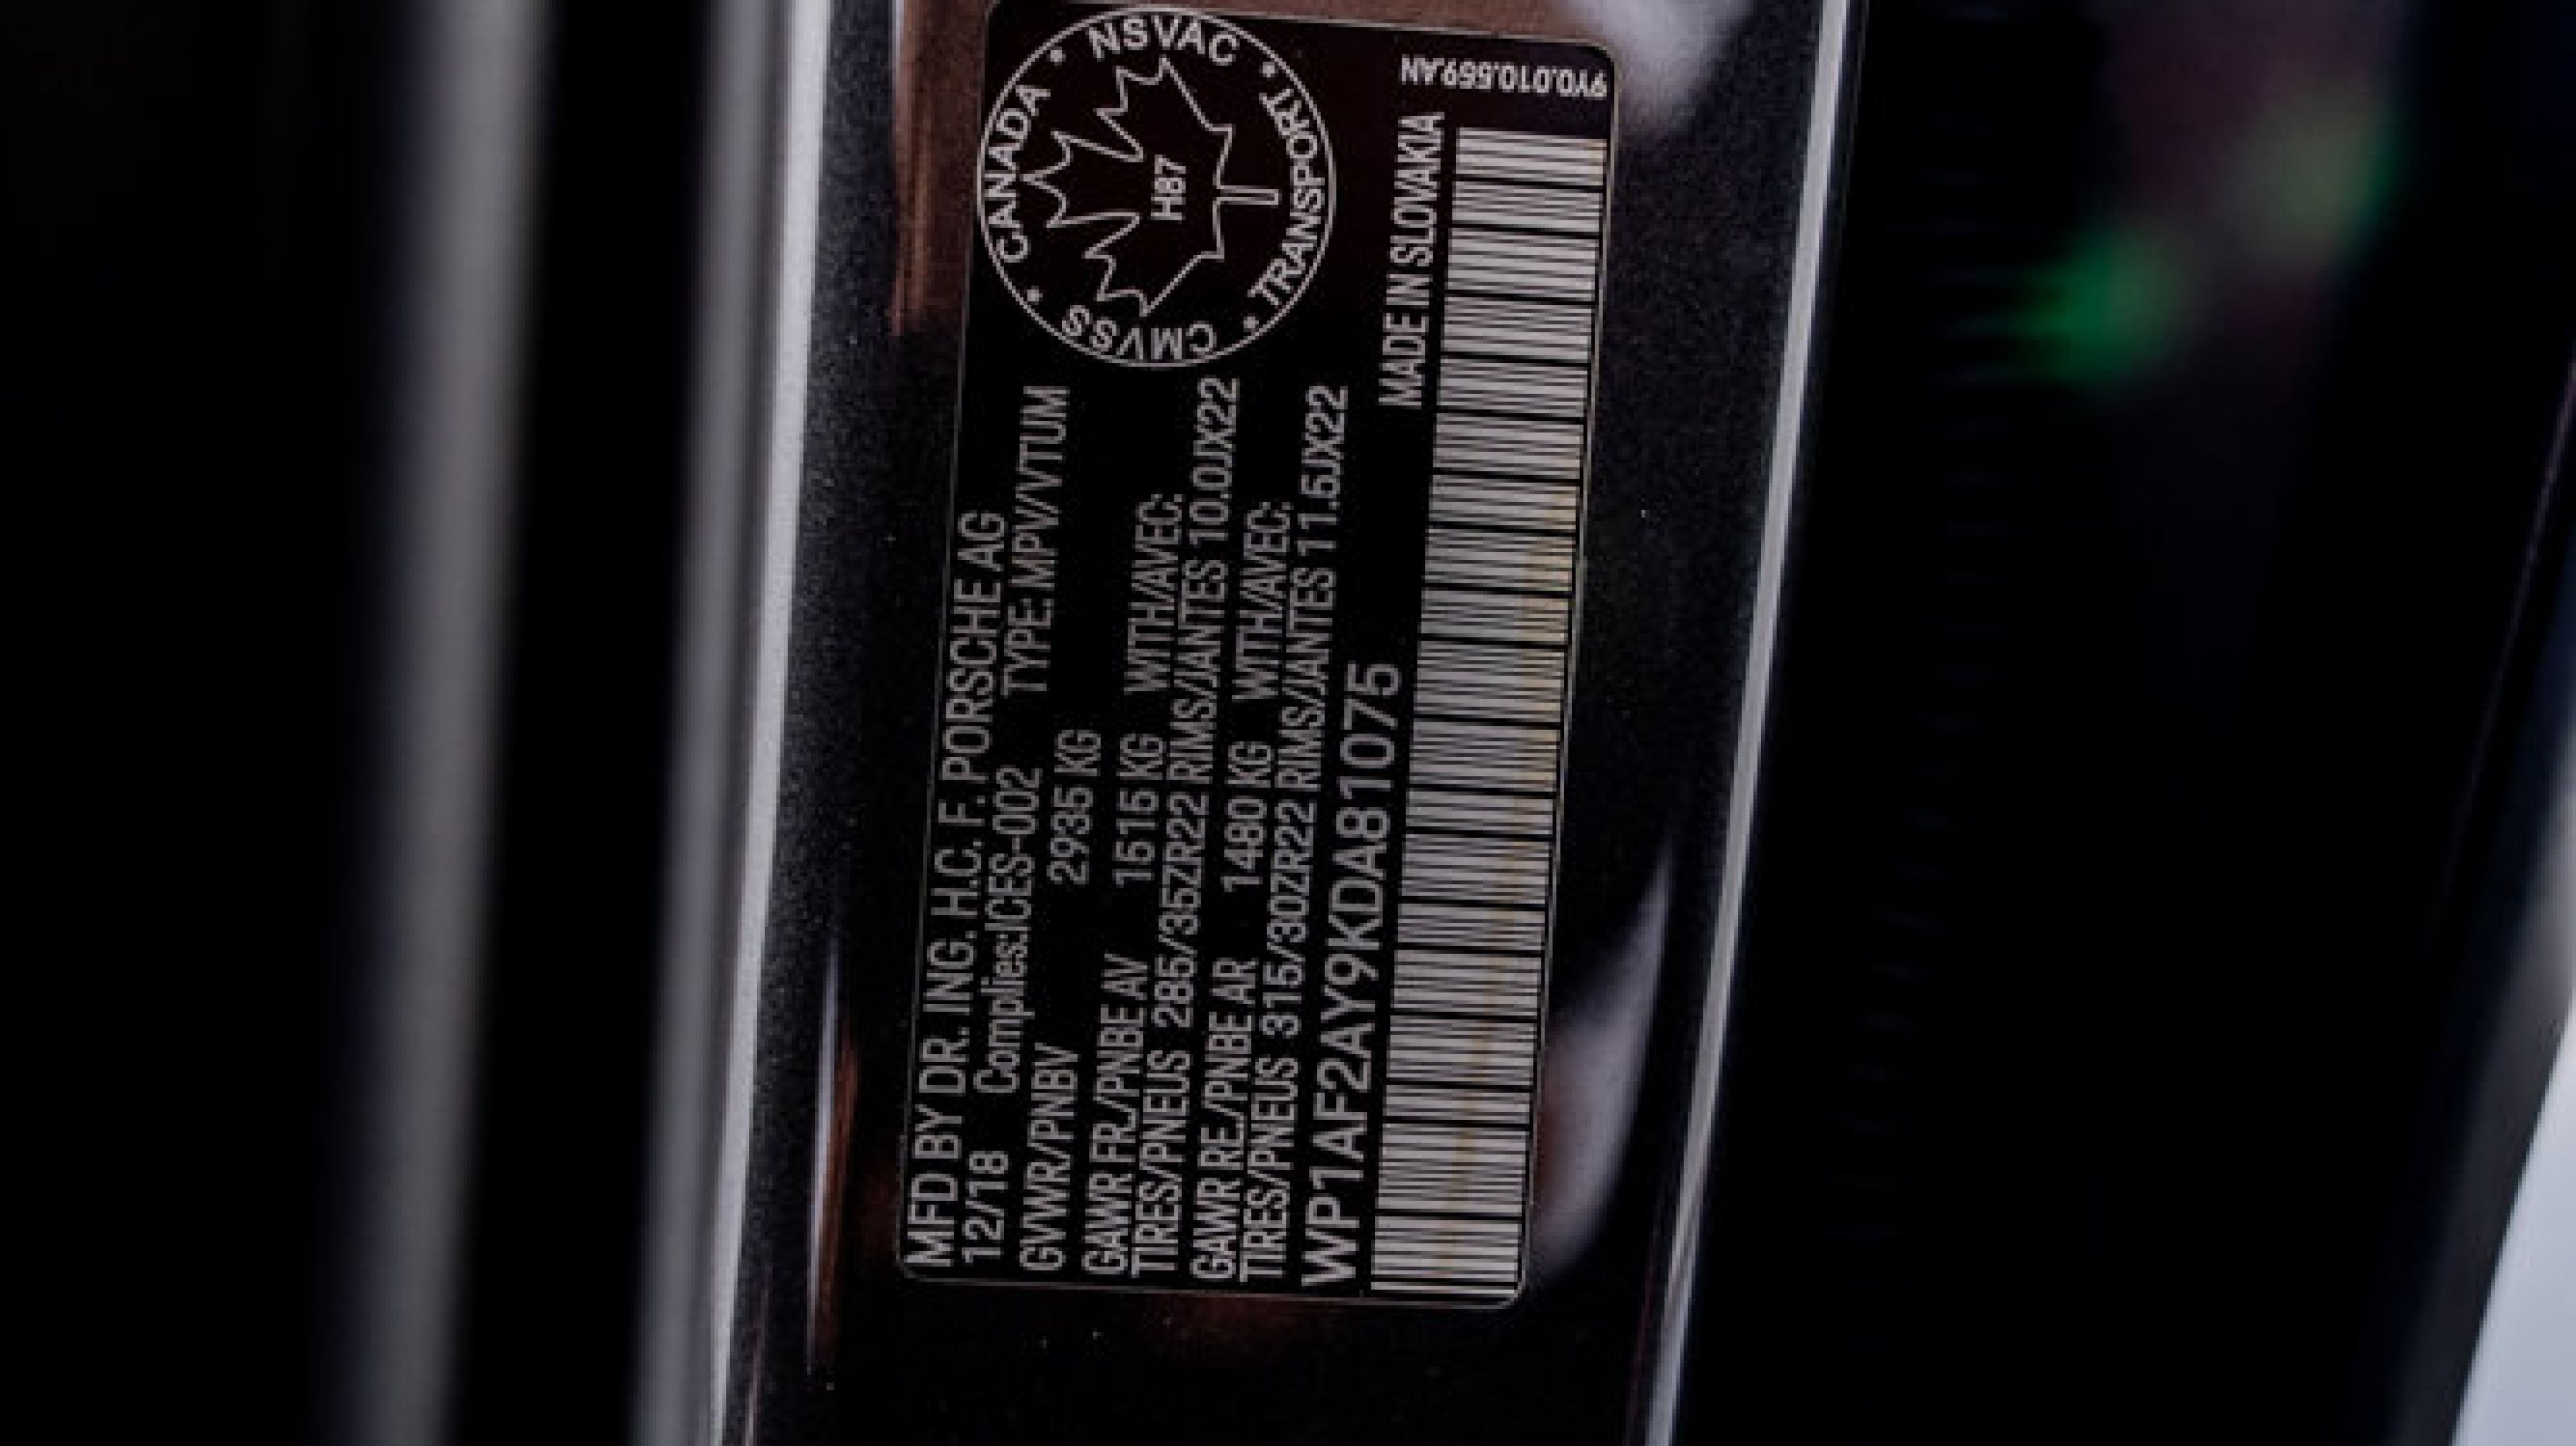 MFD BY DR. ING. H.C. F. PORSCHE AG
12/18 Complies:ICES-002 TYPE: MPV/VTUM
GVWR/PNBV 2935 KG
GAWR FR./PNBE AV 1515 KG WITH/AVEC:
TIRES/PNEUS 285/35ZR22 RIMS/JANTES 10.0JX22
GAWR RE./PNBE AR 1480 KG WITH/AVEC:
TIRES/PNEUS 315/30ZR22 RIMS/JANTES 11.5JX22
WP1AF2AY9KDA81075
MADE IN SLOVAKIA
CANADA • NSVAC • TRANSPORT • CMVSS •
H87
9Y0.010.559.AN